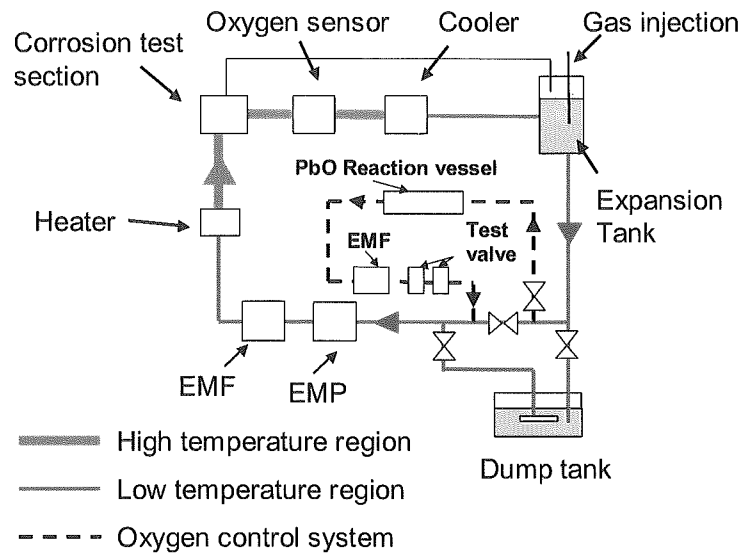 Oxygen sensor
Cooler
Gas injection
Corrosion test
section
PbO Reaction vessel
Expansion
Tank
Heater
EMF
Test
valve
EMF
EMP
High temperature region
Dump tank
Low temperature region
Oxygen control system